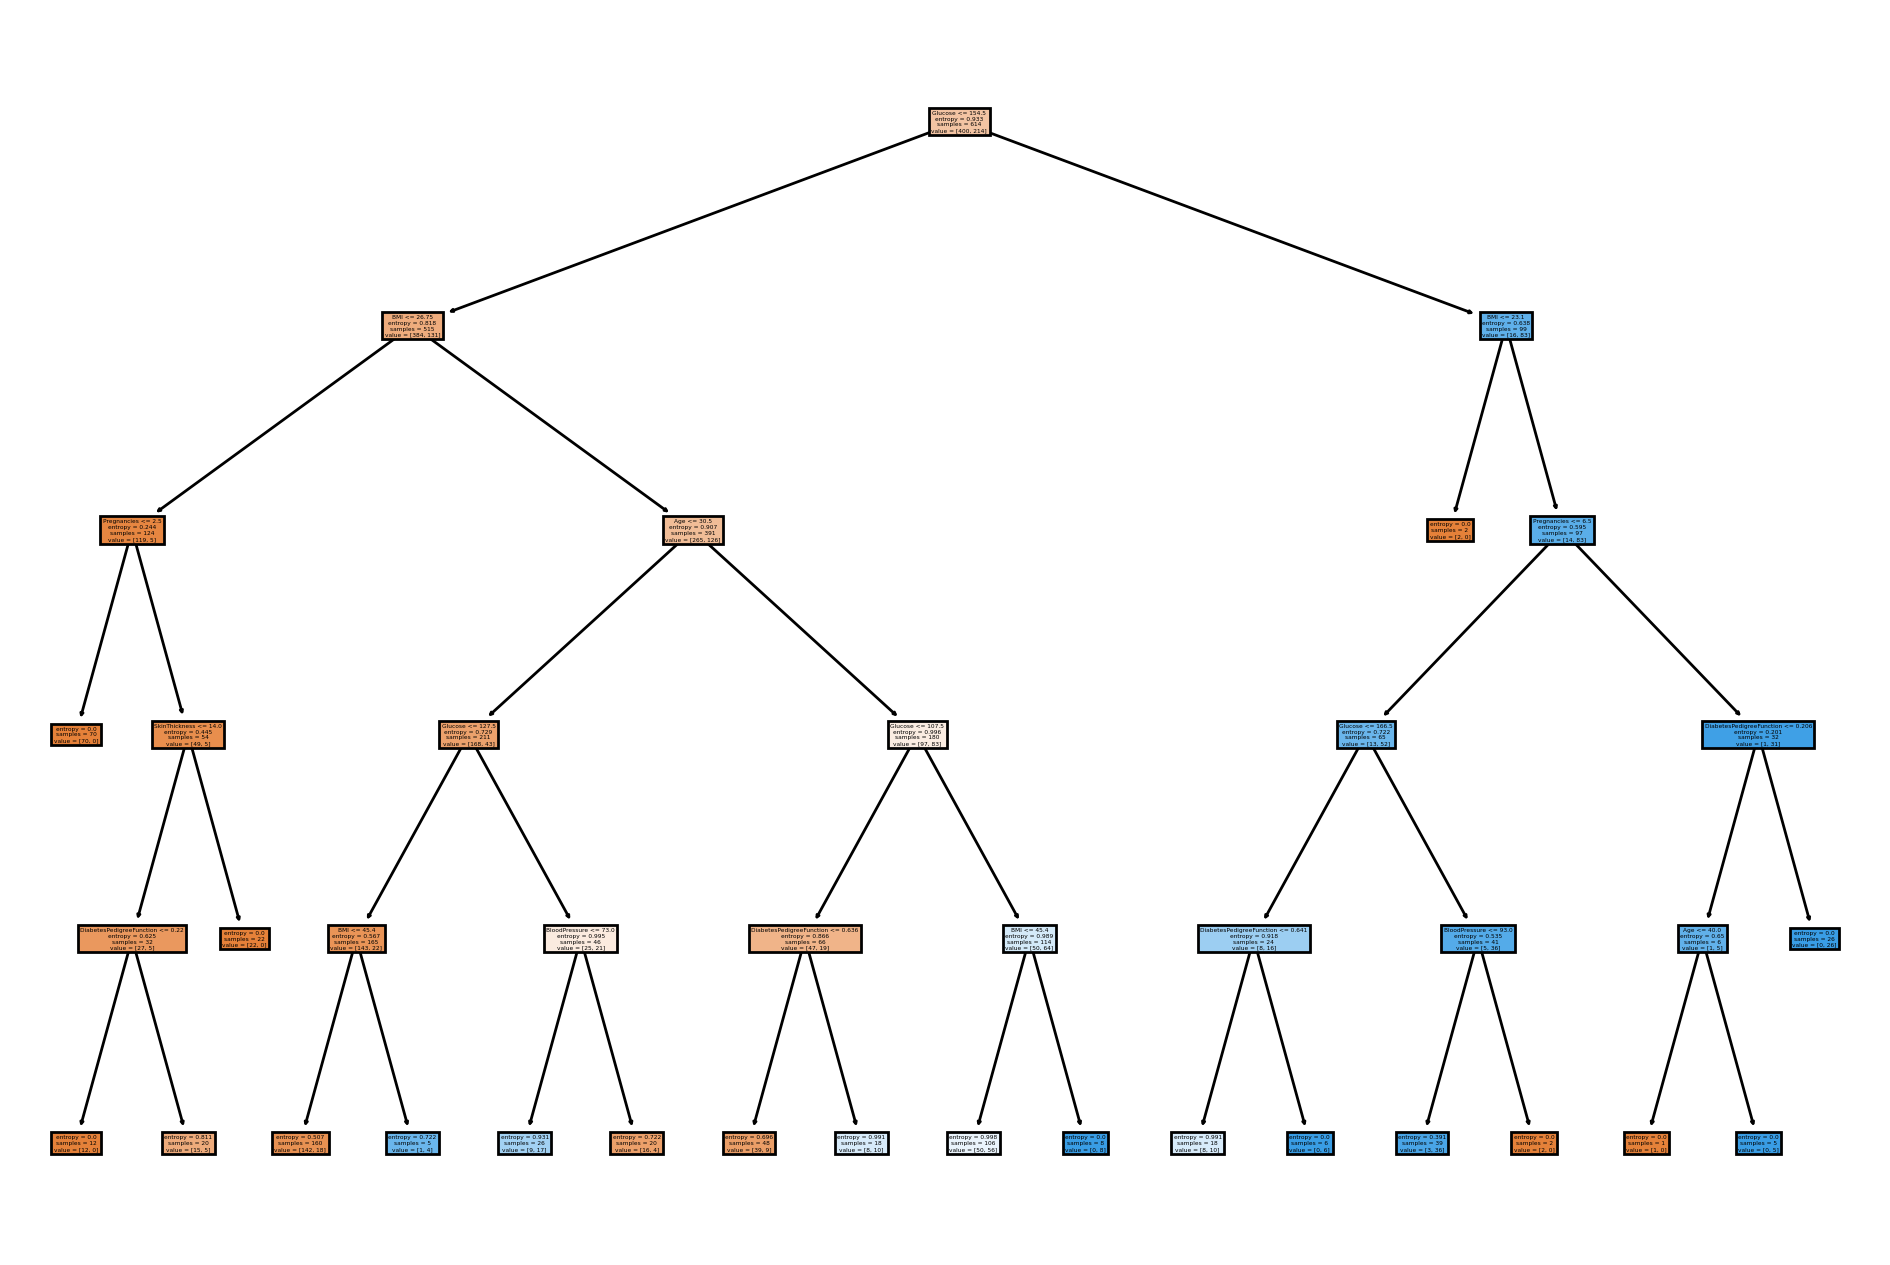 Glucose <= 154.5
entropy = 0.933
samples = 614
value = [400, 214]
BMI <= 26.75
entropy = 0.818
samples = 515
value = [384, 131]
BMI <= 23.1
entropy = 0.638
samples = 99
value = [16, 83]
Pregnancies <= 2.5
entropy = 0.244
samples = 124
value = [119, 5]
Age <= 30.5
entropy = 0.907
samples = 391
value = [265, 126]
entropy = 0.0
samples = 2
value = [2, 0]
Pregnancies <= 6.5
entropy = 0.595
samples = 97
value = [14, 83]
entropy = 0.0
samples = 70
value = [70, 0]
SkinThickness <= 14.0
entropy = 0.445
samples = 54
value = [49, 5]
Glucose <= 127.5
entropy = 0.729
samples = 211
value = [168, 43]
Glucose <= 107.5
entropy = 0.996
samples = 180
value = [97, 83]
Glucose <= 166.5
entropy = 0.722
samples = 65
value = [13, 52]
DiabetesPedigreeFunction <= 0.206
entropy = 0.201
samples = 32
value = [1, 31]
DiabetesPedigreeFunction <= 0.22
entropy = 0.625
samples = 32
value = [27, 5]
entropy = 0.0
samples = 22
value = [22, 0]
BMI <= 45.4
entropy = 0.567
samples = 165
value = [143, 22]
BloodPressure <= 73.0
entropy = 0.995
samples = 46
value = [25, 21]
DiabetesPedigreeFunction <= 0.636
entropy = 0.866
samples = 66
value = [47, 19]
BMI <= 45.4
entropy = 0.989
samples = 114
value = [50, 64]
DiabetesPedigreeFunction <= 0.641
entropy = 0.918
samples = 24
value = [8, 16]
BloodPressure <= 93.0
entropy = 0.535
samples = 41
value = [5, 36]
Age <= 40.0
entropy = 0.65
samples = 6
value = [1, 5]
entropy = 0.0
samples = 26
value = [0, 26]
entropy = 0.0
samples = 12
value = [12, 0]
entropy = 0.811
samples = 20
value = [15, 5]
entropy = 0.507
samples = 160
value = [142, 18]
entropy = 0.722
samples = 5
value = [1, 4]
entropy = 0.931
samples = 26
value = [9, 17]
entropy = 0.722
samples = 20
value = [16, 4]
entropy = 0.696
samples = 48
value = [39, 9]
entropy = 0.991
samples = 18
value = [8, 10]
entropy = 0.998
samples = 106
value = [50, 56]
entropy = 0.0
samples = 8
value = [0, 8]
entropy = 0.991
samples = 18
value = [8, 10]
entropy = 0.0
samples = 6
value = [0, 6]
entropy = 0.391
samples = 39
value = [3, 36]
entropy = 0.0
samples = 2
value = [2, 0]
entropy = 0.0
samples = 1
value = [1, 0]
entropy = 0.0
samples = 5
value = [0, 5]